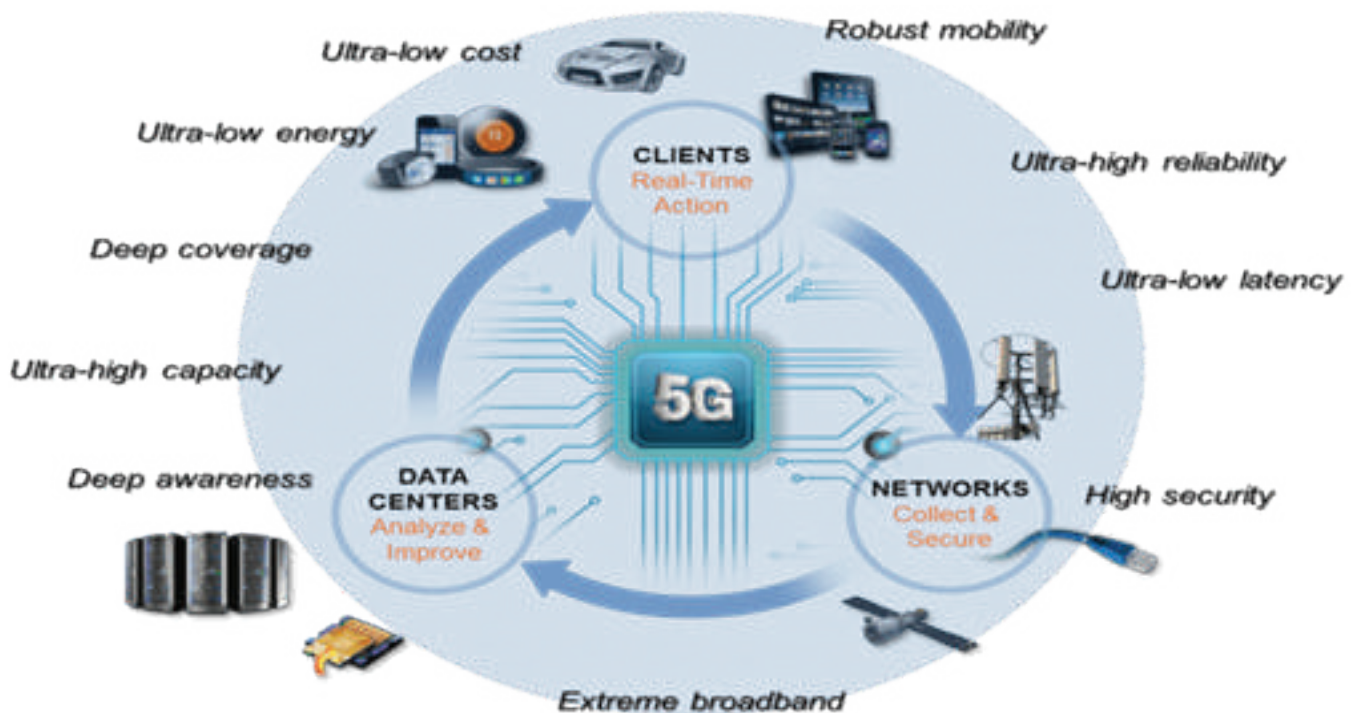 Robust mobility
Ultra-low cost
Ultra-low energy
CLIENTS
Real-Time
Action
Ultra-high reliability
Deep coverage
Ultra-low latency
Ultra-high capacity
5G
Deep awareness
DATA
CENTERS
Analyze &
Improve
NETWORKS
Collect &
Secure
High security
Extreme broadband